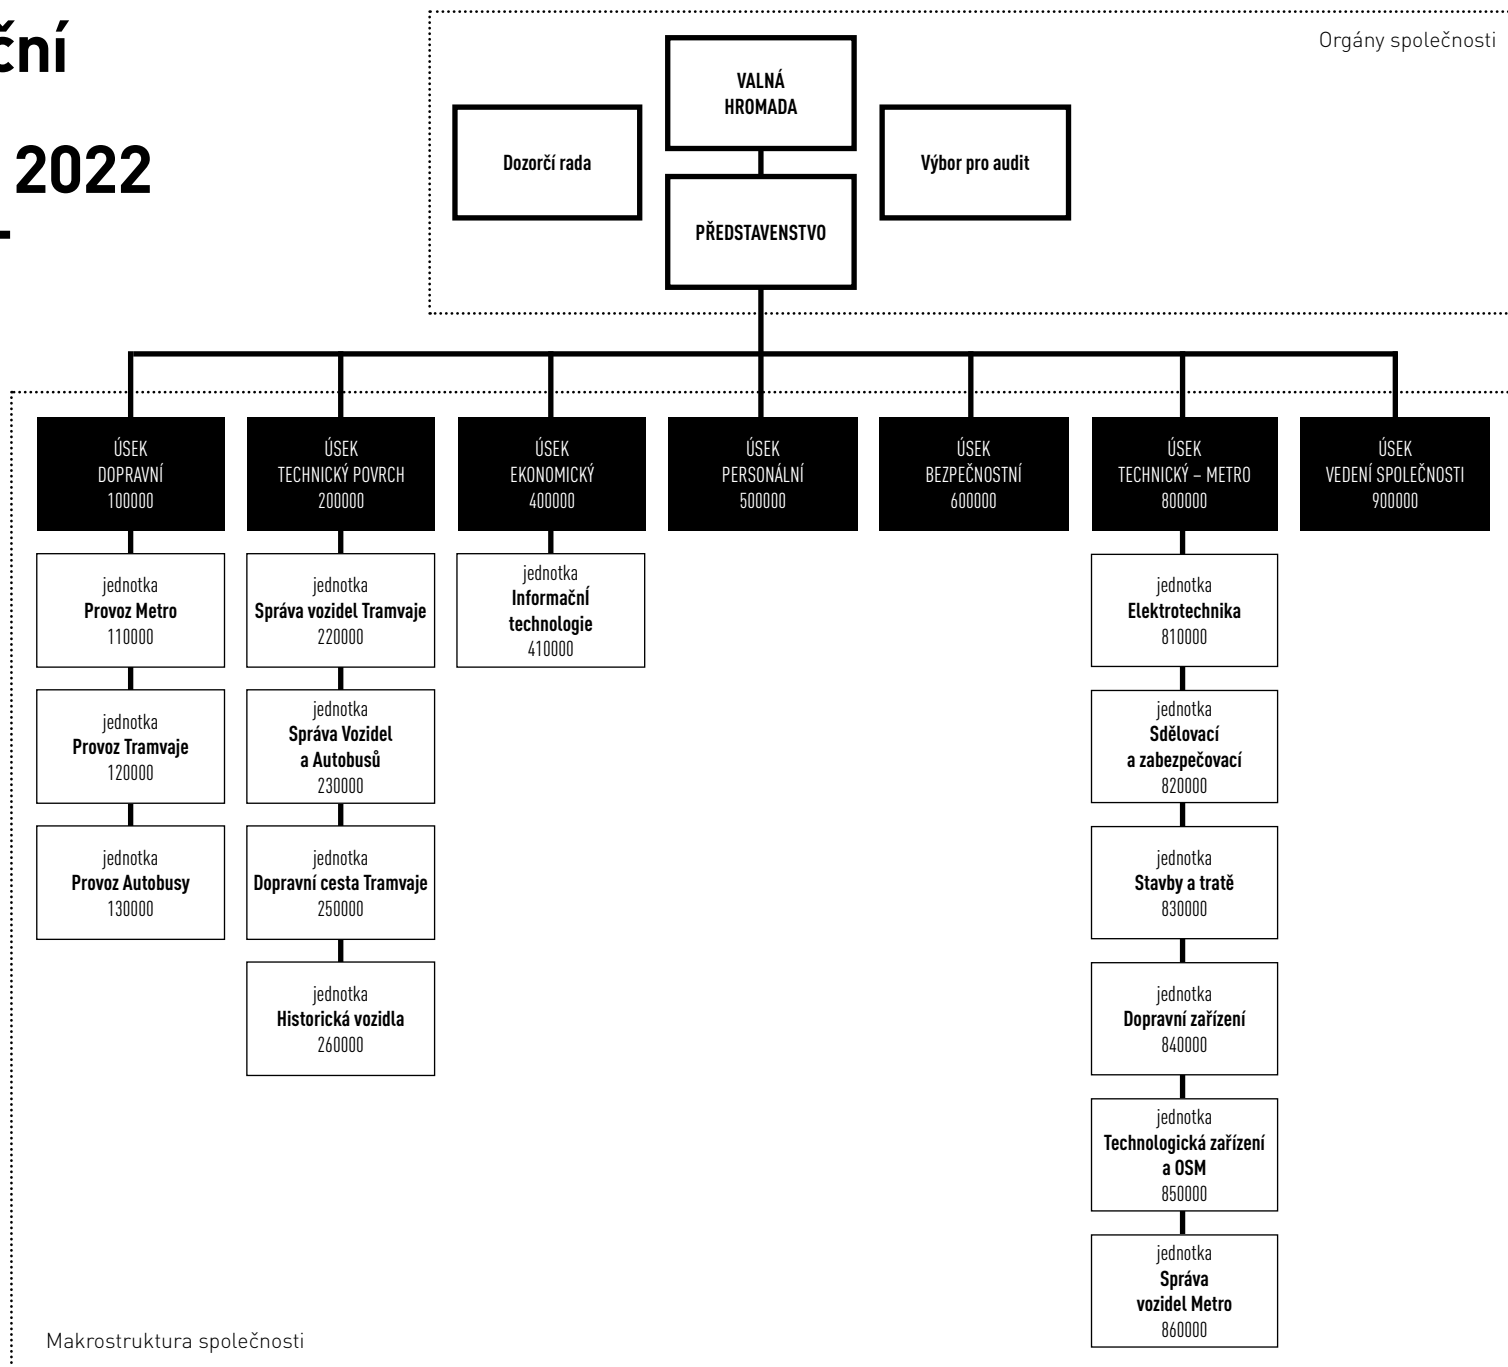 ční
2022
Orgány společnosti
VALNÁ
HROMADA
Dozorčí rada
Výbor pro audit
PŘEDSTAVENSTVO
ÚSEK
DOPRAVNÍ
100000
ÚSEK
TECHNICKÝ POVRCH
200000
ÚSEK
EKONOMICKÝ
400000
ÚSEK
PERSONÁLNÍ
500000
ÚSEK
BEZPEČNOSTNÍ
600000
ÚSEK
TECHNICKÝ – METRO
800000
ÚSEK
VEDENÍ SPOLEČNOSTI
900000
jednotka
Provoz Metro
110000
jednotka
Provoz Tramvaje
120000
jednotka
Provoz Autobusy
130000
jednotka
Správa vozidel Tramvaje
220000
jednotka
Správa Vozidel
a Autobusů
230000
jednotka
Dopravní cesta Tramvaje
250000
jednotka
Historická vozidla
260000
jednotka
InformačnÍ
technologie
410000
jednotka
Elektrotechnika
810000
jednotka
Sdělovací
a zabezpečovací
820000
jednotka
Stavby a tratě
830000
jednotka
Dopravní zařízení
840000
jednotka
Technologická zařízení
a OSM
850000
jednotka
Správa
vozidel Metro
860000
Makrostruktura společnosti